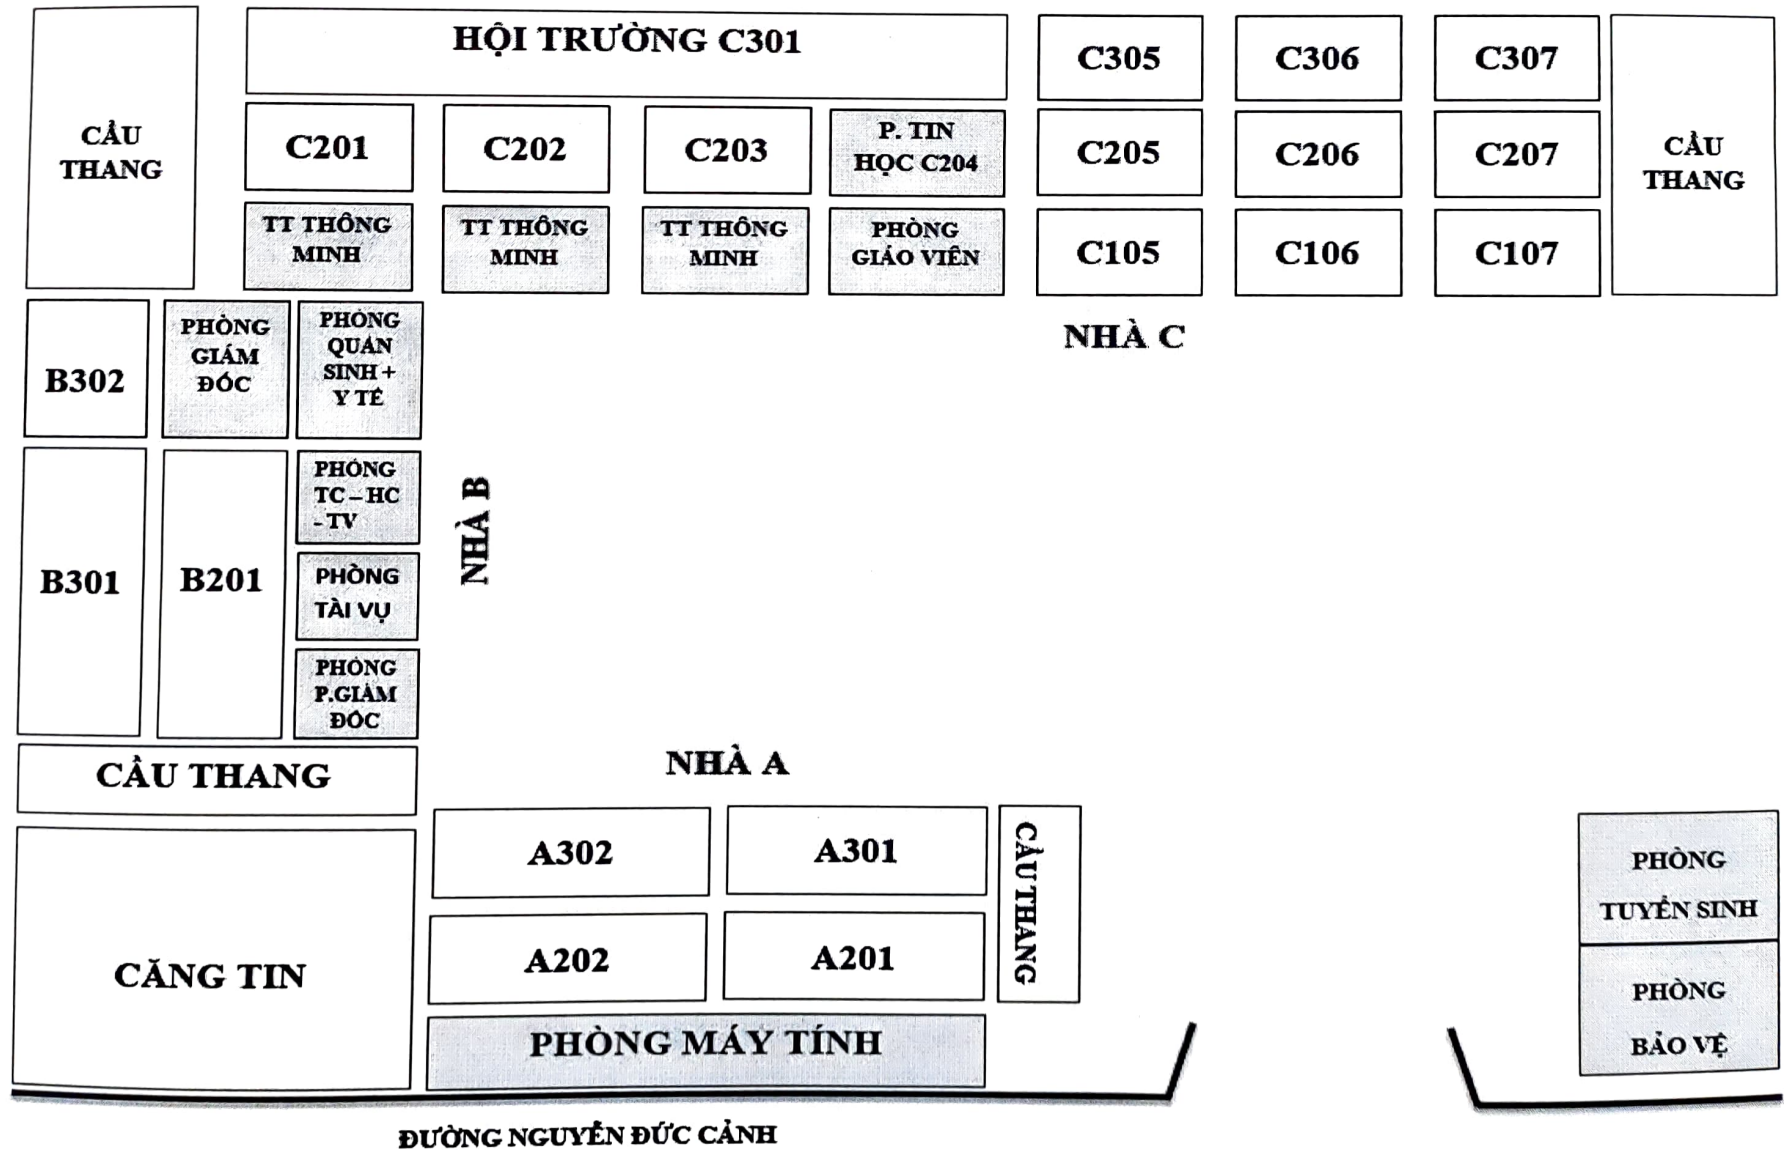 HỘI TRƯỜNG C301
C305
C306
C307
CẦU
THANG
C201
C202
C203
P. TIN
HỌC C204
C205
C206
C207
CẦU
THANG
TT THÔNG
MINH
TT THÔNG
MINH
TT THÔNG
MINH
PHÒNG
GIÁO VIÊN
C105
C106
C107
NHÀ C
B302
PHÒNG
GIÁM
ĐỐC
PHÒNG
QUẢN
SINH +
Y TẾ
B301
B201
PHÒNG
TC – HC
- TV
PHÒNG
TÀI VỤ
PHÒNG
P.GIÁM
ĐỐC
NHÀ B
CẦU THANG
NHÀ A
CĂNG TIN
A302
A301
A202
A201
CẦU THANG
PHÒNG MÁY TÍNH
PHÒNG
TUYỂN SINH
PHÒNG
BẢO VỆ
ĐƯỜNG NGUYỄN ĐỨC CẢNH